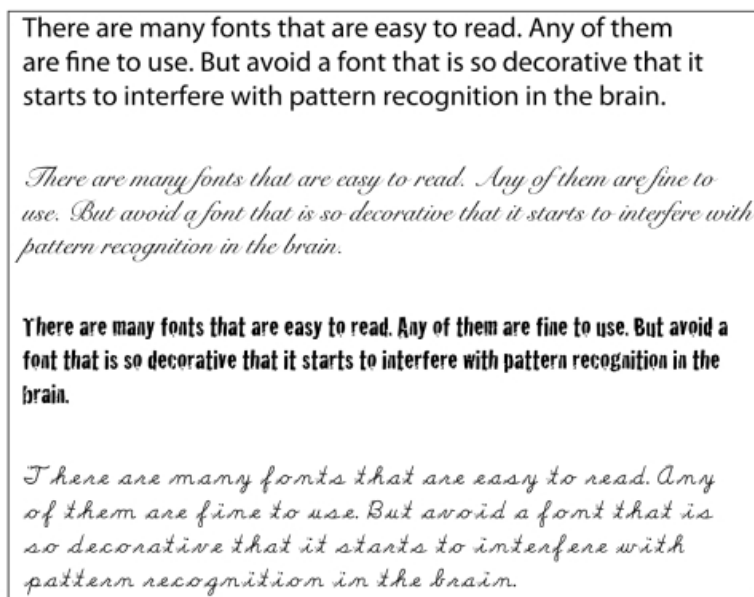 There are many fonts that are easy to read. Any of them
are fine to use. But avoid a font that is so decorative that it
starts to interfere with pattern recognition in the brain.
There are many fonts that are easy to read. Any of them are fine to
use. But avoid a font that is so decorative that it starts to interfere with
pattern recognition in the brain.
There are many fonts that are easy to read. Any of them are fine to use. But avoid a
font that is so decorative that it starts to interfere with pattern recognition in the
brain.
There are many fonts that are easy to read. Any
of them are fine to use. But avoid a font that is
so decorative that it starts to interfere with
pattern recognition in the brain.